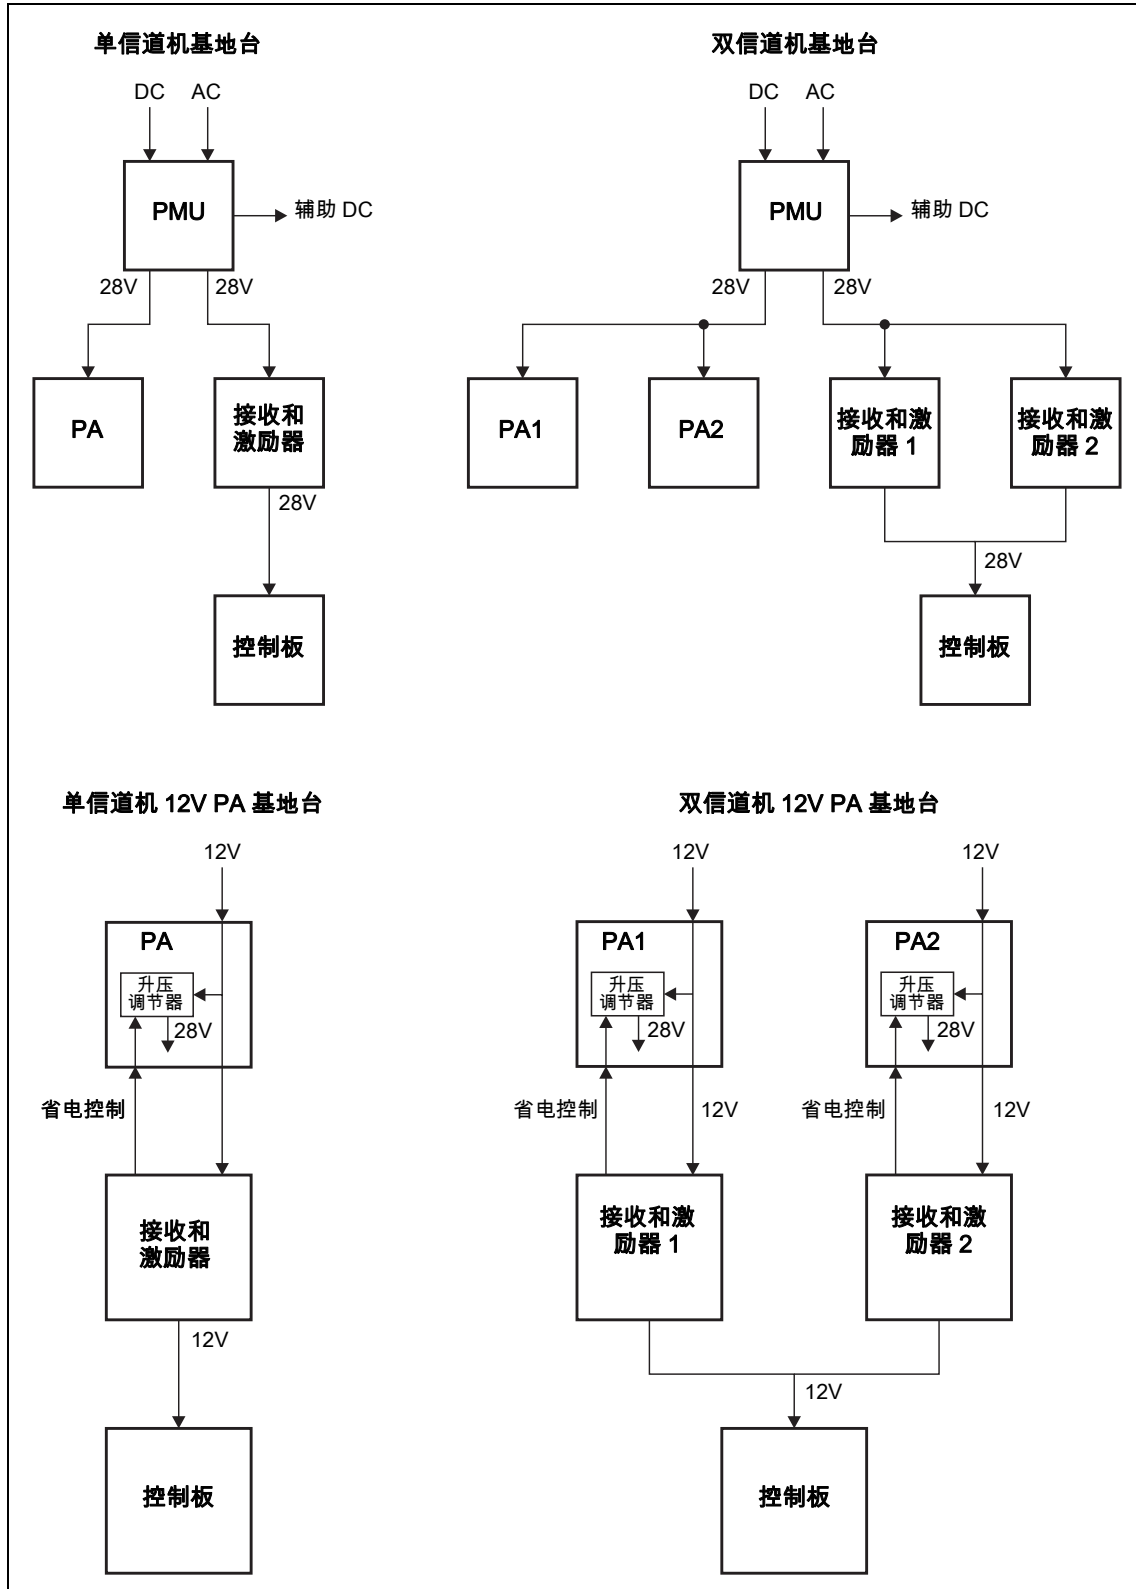 单信道机基地台
DC AC
PMU
辅助 DC
28V 28V
PA
接收和
激励器
28V
控制板
双信道机基地台
DC AC
PMU
辅助 DC
28V 28V
PA1
PA2
接收和激
励器 1
接收和激
励器 2
28V
控制板
单信道机 12V PA 基地台
12V
PA
升压
调节器
28V
省电控制
接收和
激励器
12V
控制板
双信道机 12V PA 基地台
12V
12V
PA1
升压
调节器
28V
PA2
升压
调节器
28V
省电控制
12V
省电控制
12V
接收和激
励器 1
接收和激
励器 2
12V
控制板